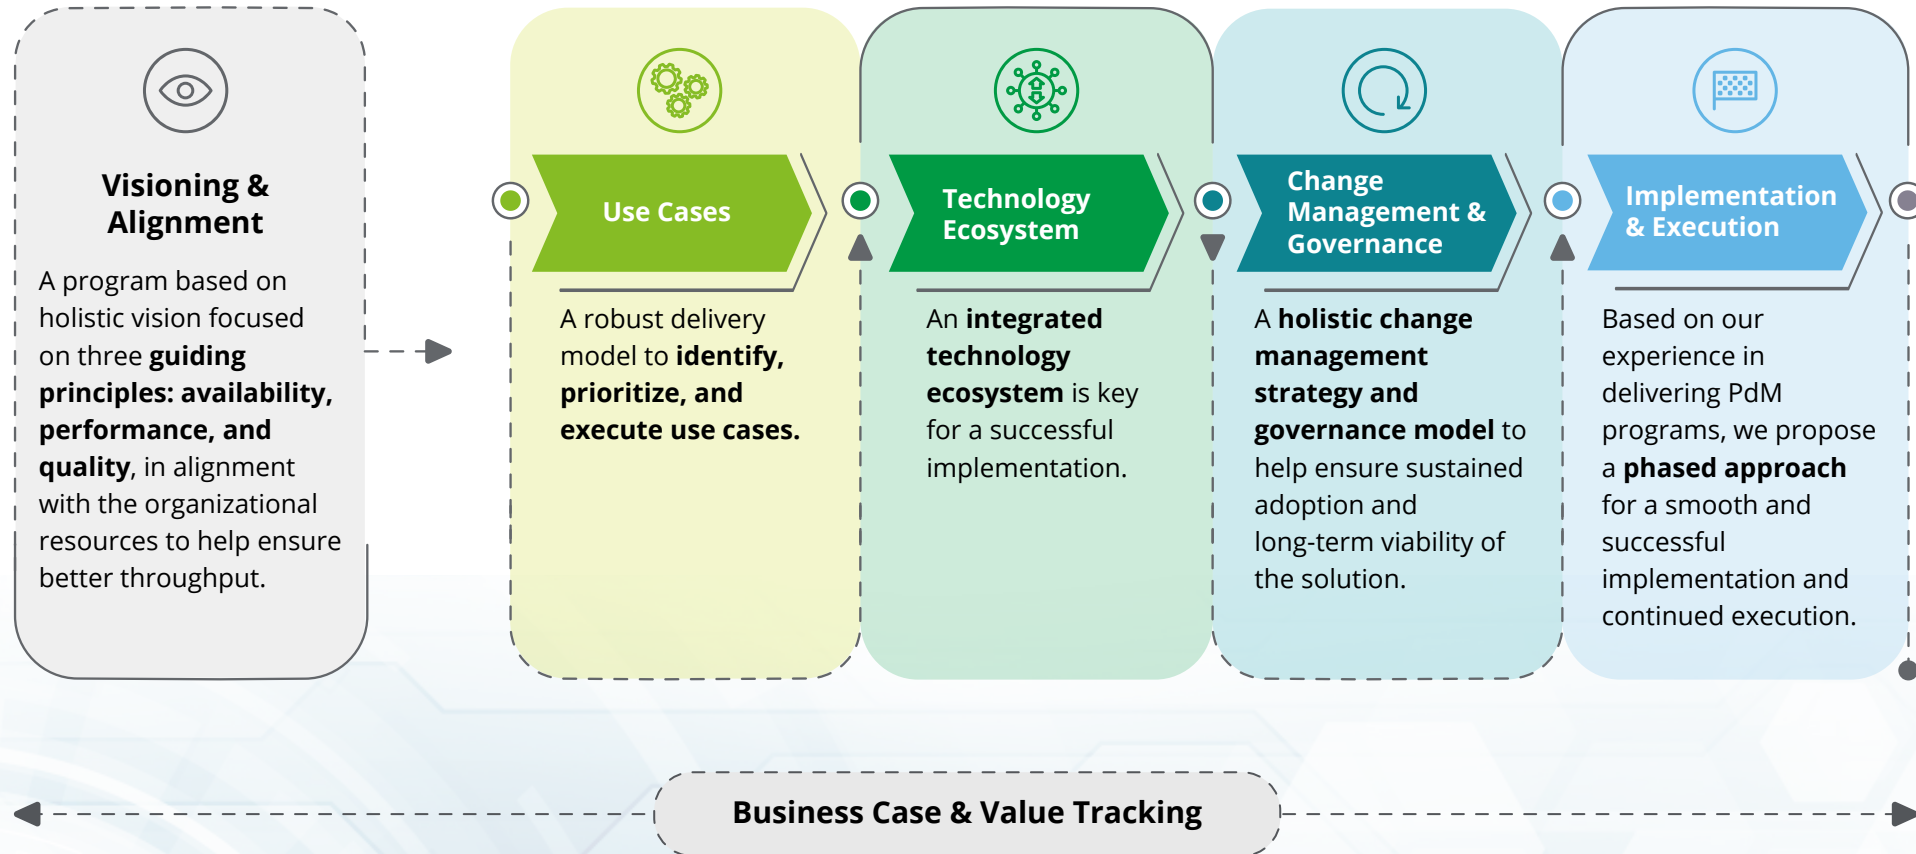 Visioning &
Alignment
A program based on
holistic vision focused
on three guiding
principles: availability,
performance, and
quality, in alignment
with the organizational
resources to help ensure
better throughput.
Use Cases
A robust delivery
model to identify,
prioritize, and
execute use cases.
Technology
Ecosystem
An integrated
technology
ecosystem is key
for a successful
implementation.
Change
Management &
Governance
A holistic change
management
strategy and
governance model to
help ensure sustained
adoption and
long-term viability of
the solution.
Implementation
& Execution
Based on our
experience in
delivering PdM
programs, we propose
a phased approach
for a smooth and
successful
implementation and
continued execution.
Business Case & Value Tracking